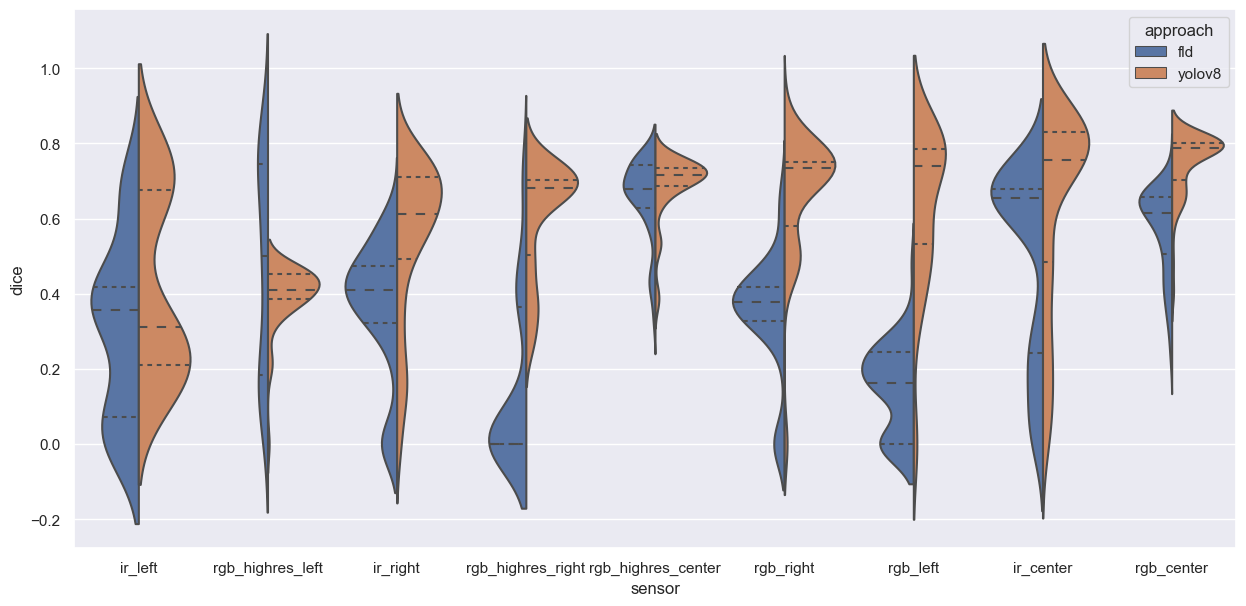 approach
fld
yolov8
1.0
0.8
0.6
0.4
0.2
0.0
−0.2
dice
ir_left rgb_highres_left ir_right rgb_highres_right rgb_highres_center rgb_right rgb_left ir_center rgb_center
sensor